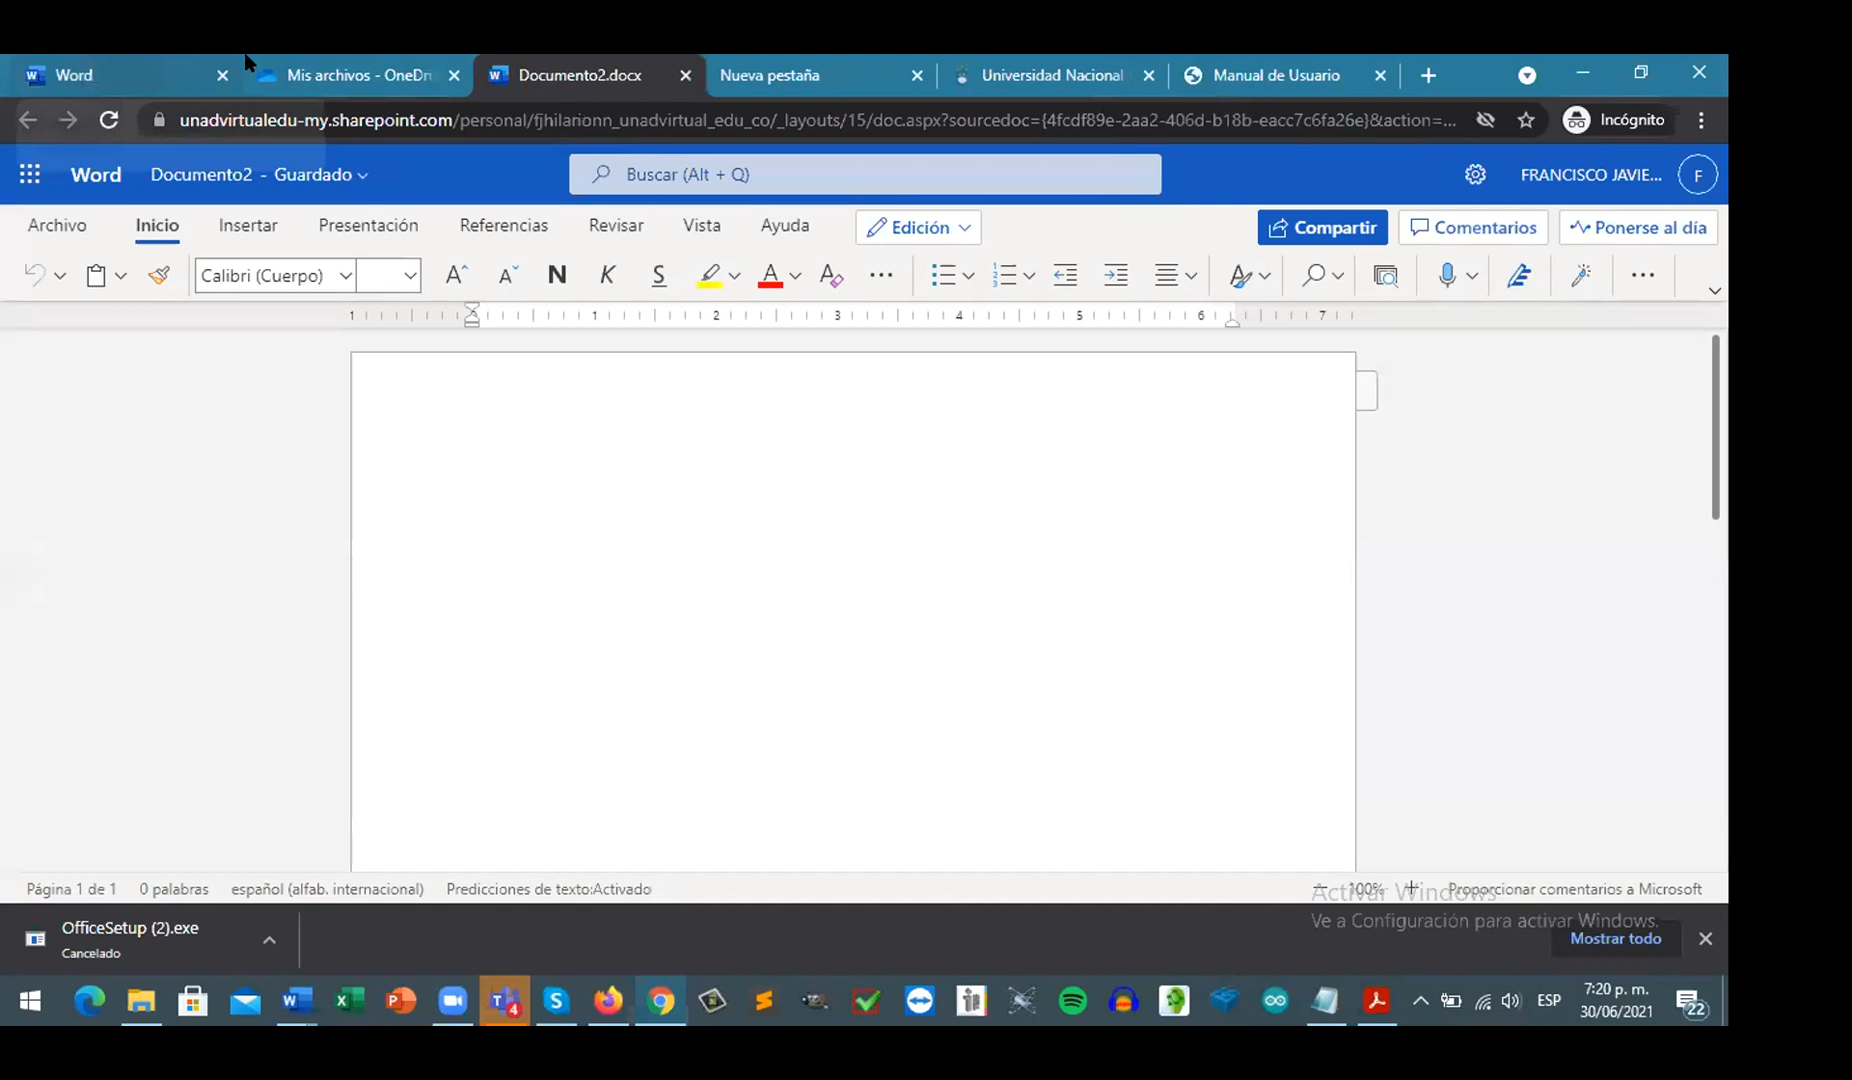 Word
Mis archivos - OneDri
Documento2.docx
Nueva pestaña
Universidad Nacional
Manual de Usuario
unadvirtualedu-my.sharepoint.com/personal/fjhilarionn_unadvirtual_edu_co/_layouts/15/doc.aspx?sourcedoc={4fcdf89e-2aa2-406d-b18b-eacc7c6fa26e}&action=...
Incógnito
Word
Documento2 - Guardado
Buscar (Alt + Q)
FRANCISCO JAVIE...
F
Archivo
Inicio
Insertar
Presentación
Referencias
Revisar
Vista
Ayuda
Edición
Compartir
Comentarios
Ponerse al día
Calibri (Cuerpo)
N K S
1 1 2 3 4 5 6 7
Página 1 de 1
0 palabras
español (alfab. internacional)
Predicciones de texto:Activado
100%
Proporcionar comentarios a Microsoft
Activar Windows
Ve a Configuración para activar Windows.
OfficeSetup (2).exe
Cancelado
Mostrar todo
4
ESP
7:20 p. m.
30/06/2021
22